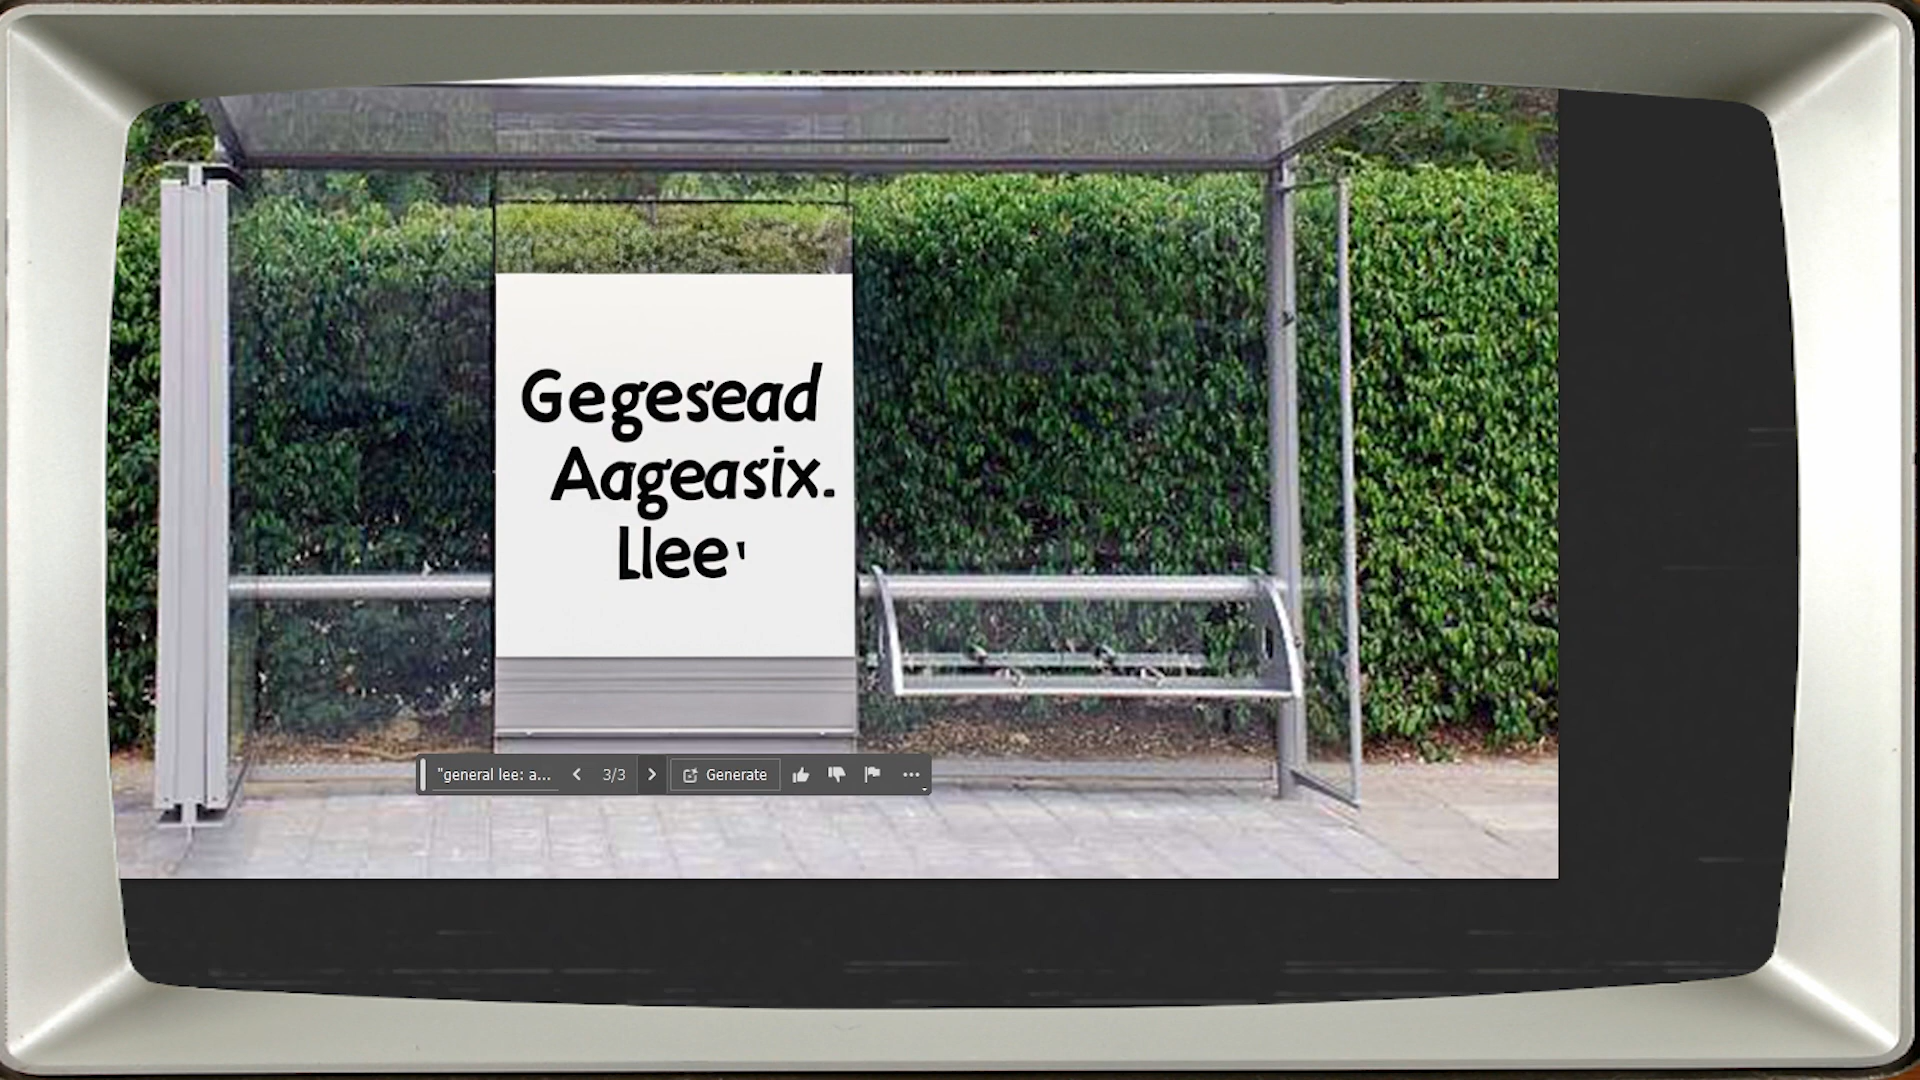 Gegesead
Aageasix.
Llee'
"general lee: a...
3/3
Generate